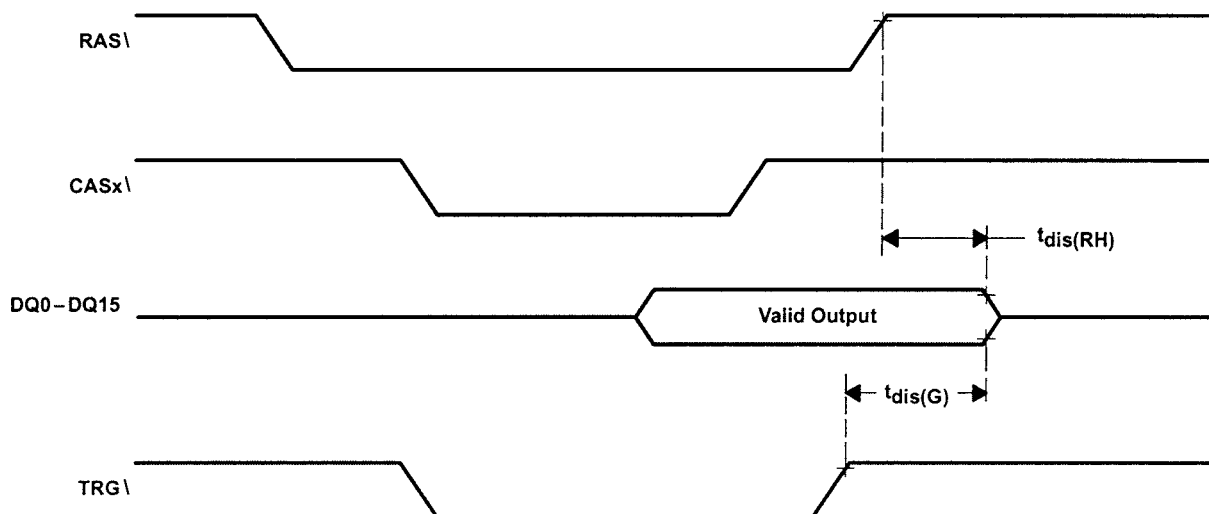 RAS\
CASx\
tdis(RH)
DQ0–DQ15
Valid Output
tdis(G)
TRG\